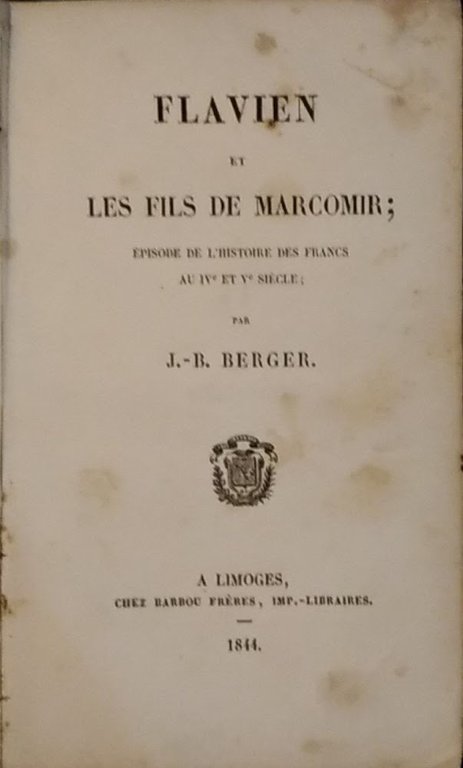 FLAVIEN
ET
LES FILS DE MARCOMIR;
ÉPISODE DE L'HISTOIRE DES FRANCS
AU IVe ET Ve SIÈCLE;
PAR
J.-B. BERGER.
A LIMOGES,
CHEZ BARBOU FRÈRES, IMP.-LIBRAIRES.
1844.